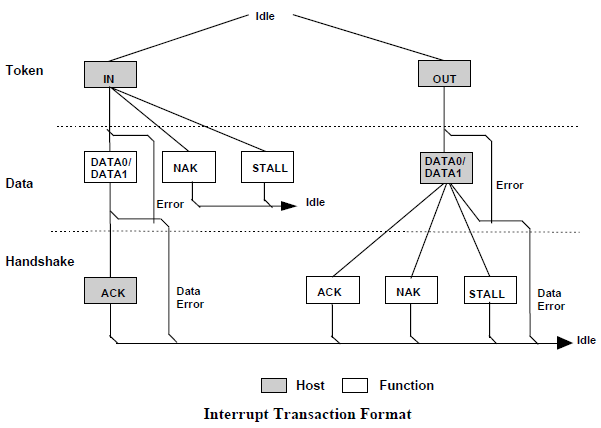 Idle
Token
IN
OUT
Data
DATA0/
DATA1
NAK
STALL
DATA0/
DATA1
Error
Error
Idle
Handshake
ACK
Data
Error
ACK
NAK
STALL
Data
Error
Idle
Host
Function
Interrupt Transaction Format